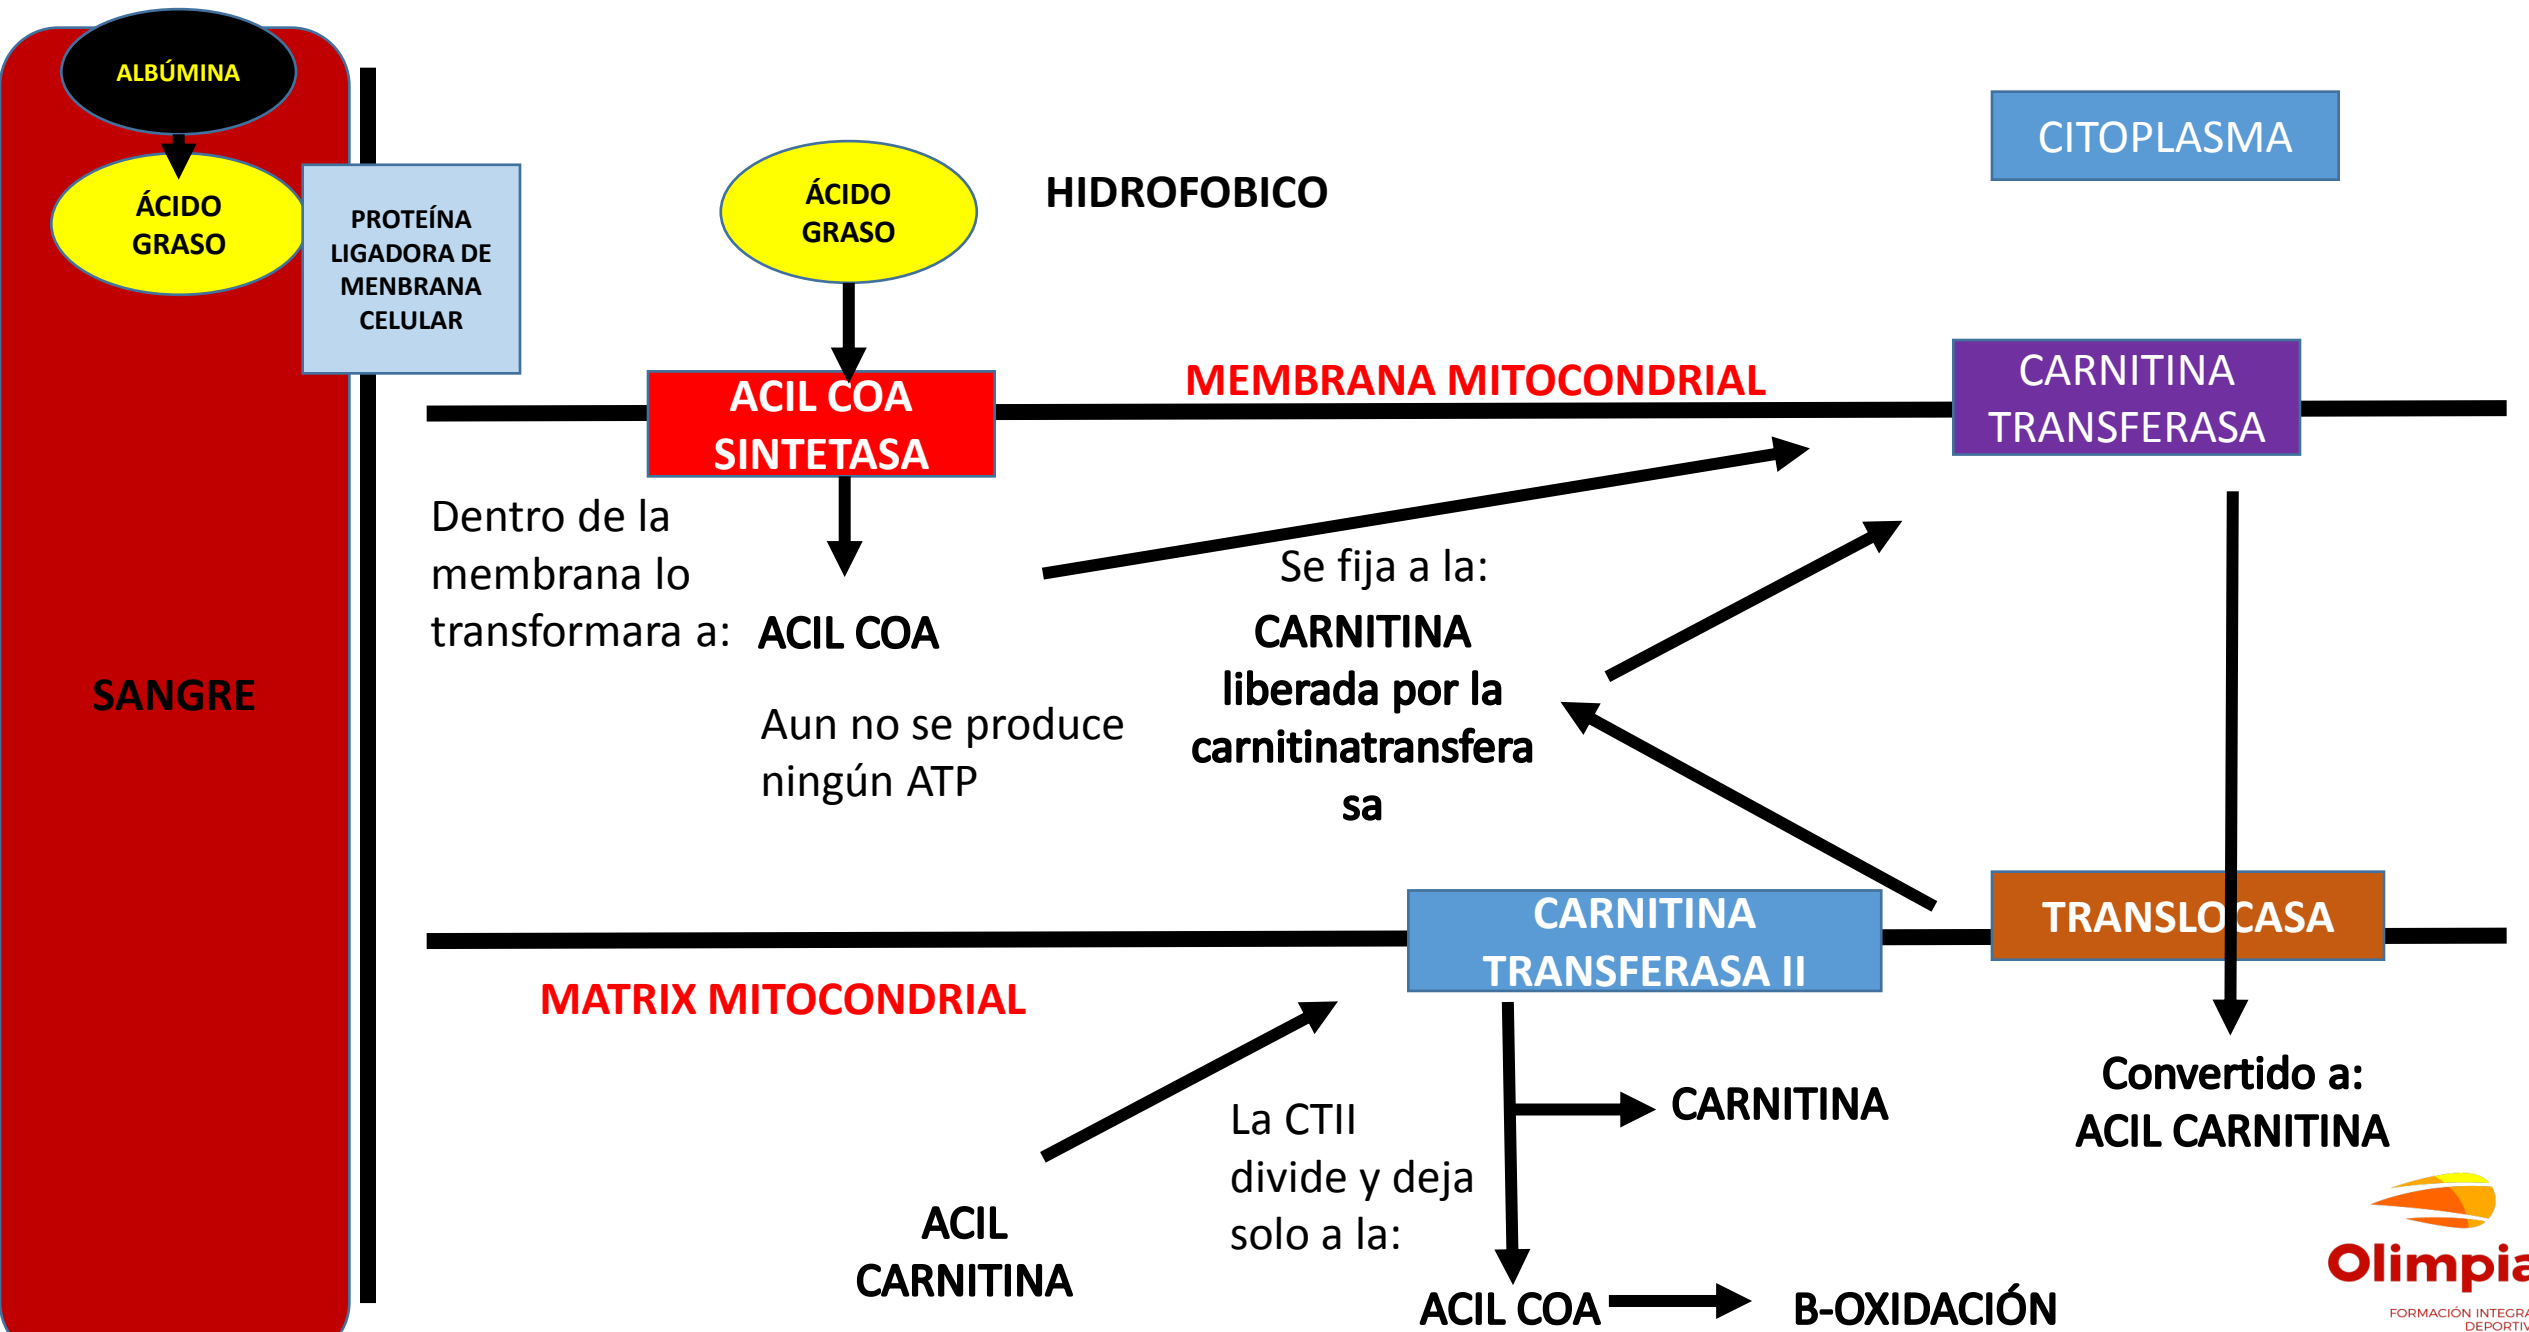 ALBÚMINA
ÁCIDO
GRASO
PROTEÍNA
LIGADORA DE
MENBRANA
CELULAR
SANGRE
ÁCIDO
GRASO
HIDROFOBICO
CITOPLASMA
ACIL COA
SINTETASA
MEMBRANA MITOCONDRIAL
CARNITINA
TRANSFERASA
Dentro de la
membrana lo
transformara a:
ACIL COA
Aun no se produce
ningún ATP
Se fija a la:
CARNITINA
liberada por la
carnitinatransfera
sa
CARNITINA
TRANSFERASA II
TRANSLOCASA
MATRIX MITOCONDRIAL
ACIL
CARNITINA
La CTII
divide y deja
solo a la:
CARNITINA
ACIL COA
B-OXIDACIÓN
Convertido a:
ACIL CARNITINA
Olimpia
FORMACIÓN INTEGRA
DEPORTIV